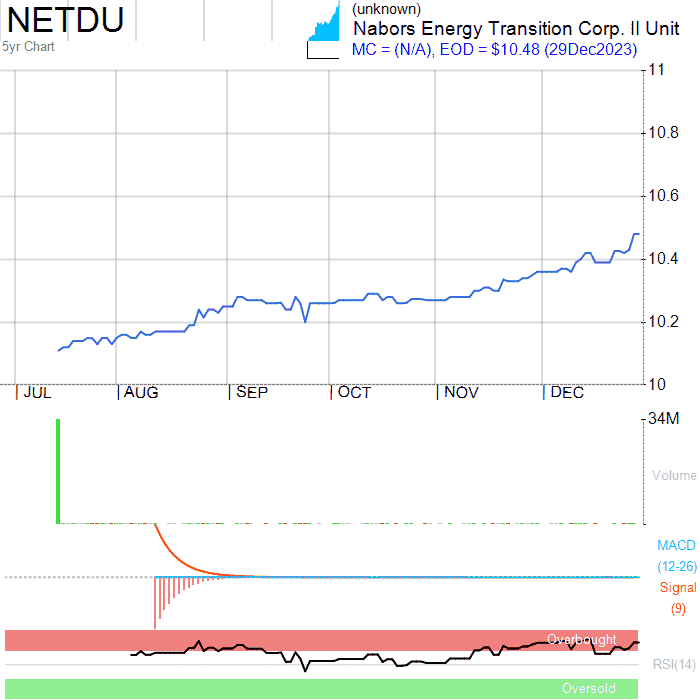 NETDU
5yr Chart
(unknown)
Nabors Energy Transition Corp. II Unit
MC = (N/A), EOD = $10.48 (29Dec2023)
11
10.8
10.6
10.4
10.2
10
JUL AUG SEP OCT NOV DEC
34M
Volume
MACD
(12-26)
Signal
(9)
Overbought
RSI(14)
Oversold